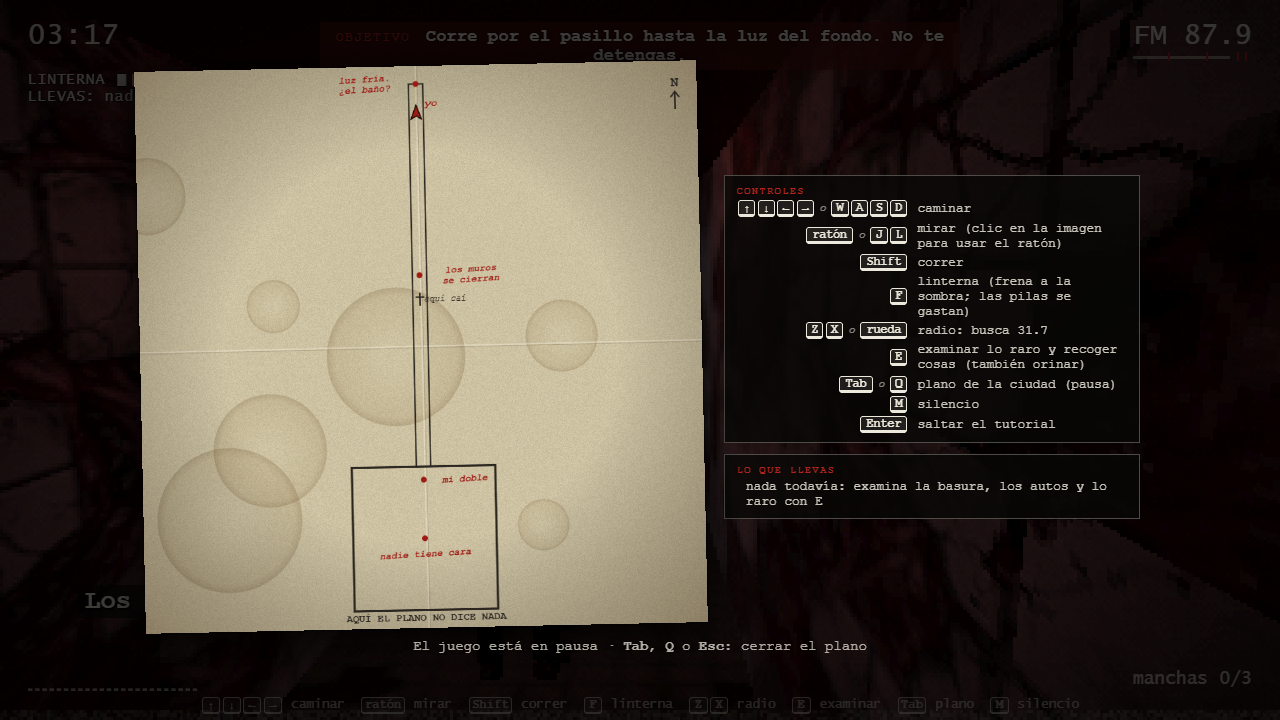 03:17
OBJETIVO Corre por el pasillo hasta la luz del fondo. No te
detengas.
FM 87.9
LINTERNA
LLEVAS: nad
luz fría.
¿el baño?
N
yo
los muros
se cierran
aquí caí
mi doble
nadie tiene cara
AQUÍ EL PLANO NO DICE NADA
CONTROLES
↑ ↓ ← → o W A S D caminar
ratón o J L mirar (clic en la imagen
para usar el ratón)
Shift correr
F linterna (frena a la
sombra; las pilas se
gastan)
Z X o rueda radio: busca 31.7
E examinar lo raro y recoger
cosas (también orinar)
Tab o Q plano de la ciudad (pausa)
M silencio
Enter saltar el tutorial
LO QUE LLEVAS
nada todavía: examina la basura, los autos y lo
raro con E
Los
El juego está en pausa · Tab, Q o Esc: cerrar el plano
manchas 0/3
↑ ↓ ← → caminar ratón mirar Shift correr F linterna Z X radio E examinar Tab plano M silencio